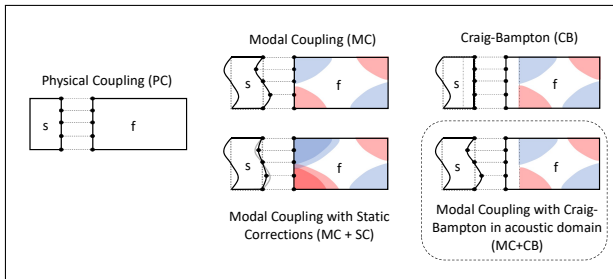 Modal Coupling (MC)
Craig-Bampton (CB)
Physical Coupling (PC)
s f
s f
s f
s f
s f
Modal Coupling with Static
Corrections (MC + SC)
Modal Coupling with Craig-
Bampton in acoustic domain
(MC+CB)